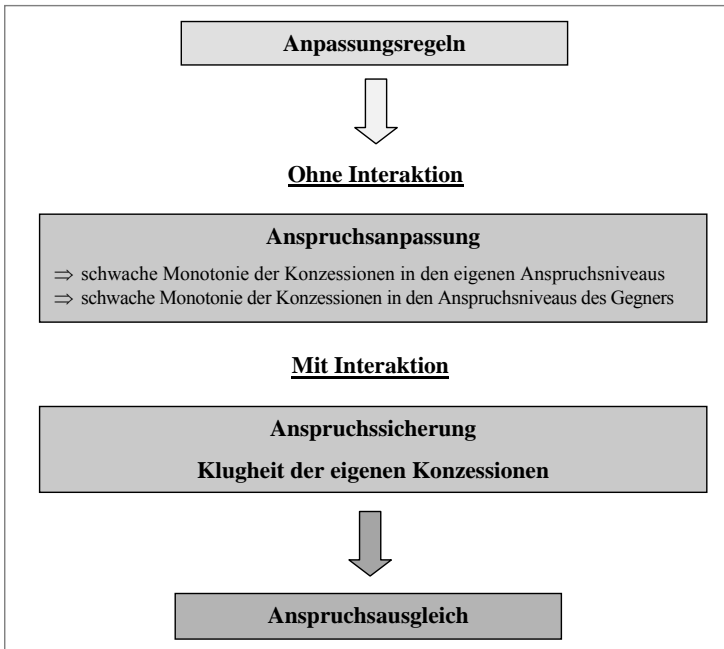 Anpassungsregeln
Ohne Interaktion
Anspruchsanpassung
⇒ schwache Monotonie der Konzessionen in den eigenen Anspruchsniveaus
⇒ schwache Monotonie der Konzessionen in den Anspruchsniveaus des Gegners
Mit Interaktion
Anspruchssicherung
Klugheit der eigenen Konzessionen
Anspruchsausgleich